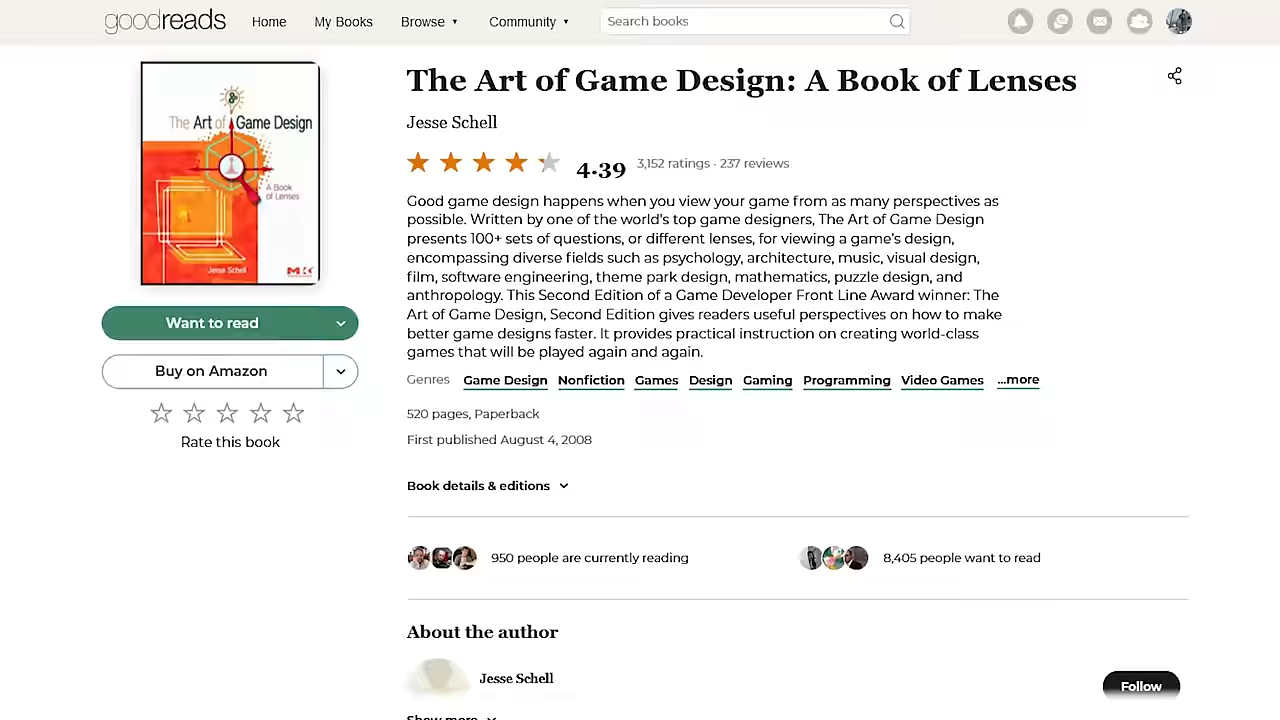 goodreads Home My Books Browse ▼ Community ▼ Search books
The Art of Game Design: A Book of Lenses
Jesse Schell
4.39 3,152 ratings · 237 reviews
Good game design happens when you view your game from as many perspectives as
possible. Written by one of the world's top game designers, The Art of Game Design
presents 100+ sets of questions, or different lenses, for viewing a game's design,
encompassing diverse fields such as psychology, architecture, music, visual design,
film, software engineering, theme park design, mathematics, puzzle design, and
anthropology. This Second Edition of a Game Developer Front Line Award winner: The
Art of Game Design, Second Edition gives readers useful perspectives on how to make
better game designs faster. It provides practical instruction on creating world-class
games that will be played again and again.
Genres Game Design Nonfiction Games Design Gaming Programming Video Games ...more
520 pages, Paperback
First published August 4, 2008
Book details & editions
950 people are currently reading
8,405 people want to read
About the author
Jesse Schell
Follow
Show more
The Art of Game Design
A Book
of Lenses
Jesse Schell
Want to read
Buy on Amazon
Rate this book